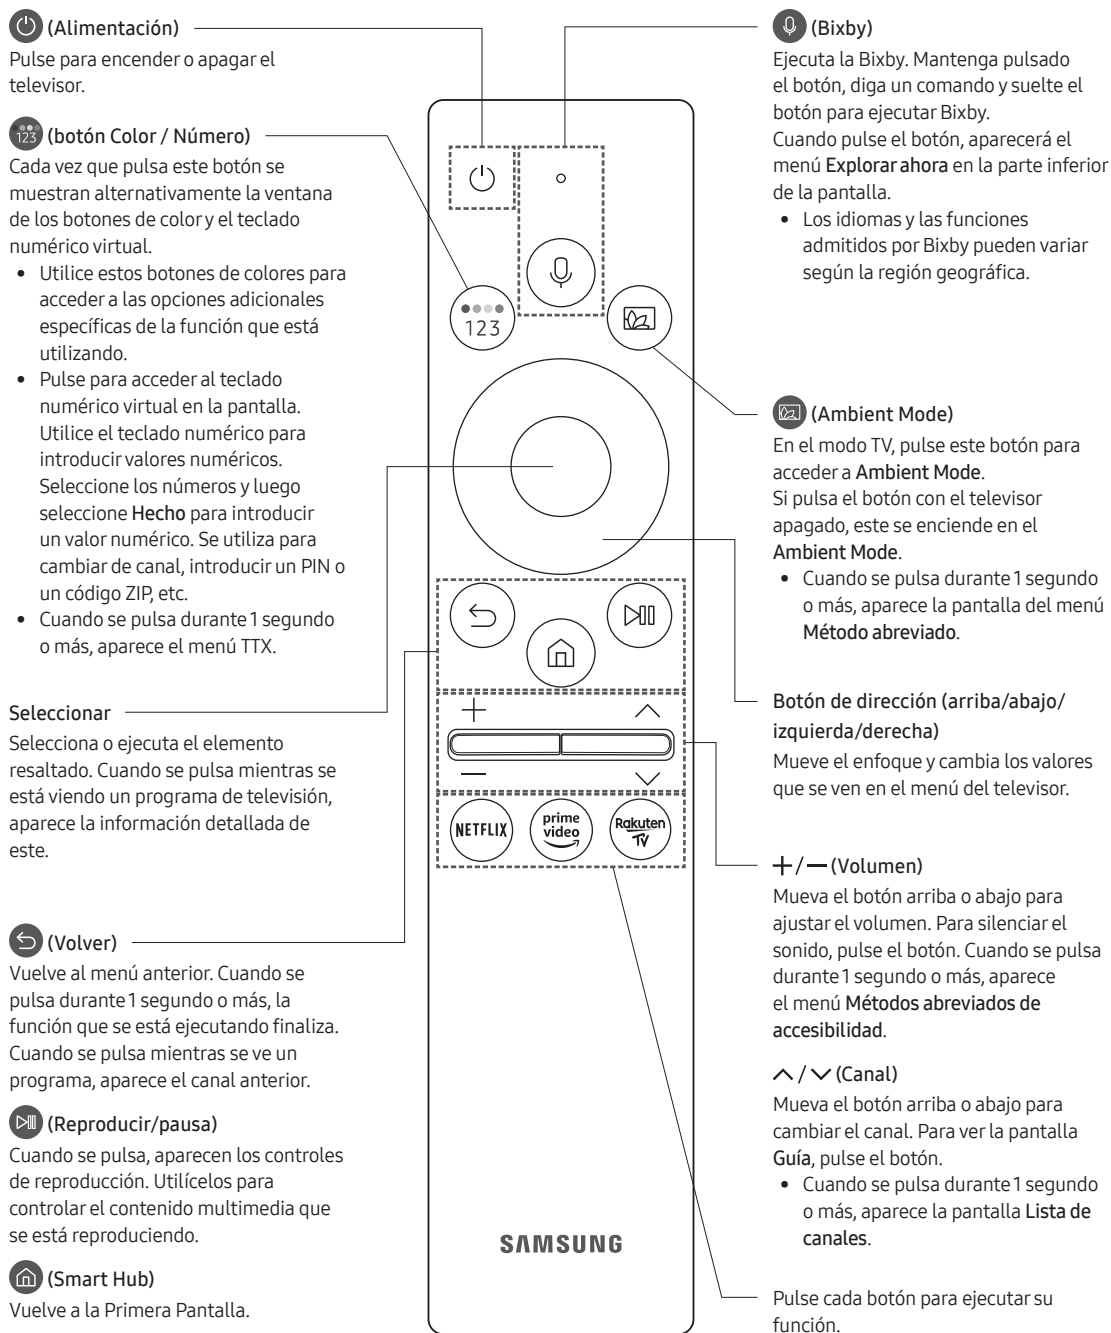 (Alimentación)
Pulse para encender o apagar el
televisor.
123 (botón Color / Número)
Cada vez que pulsa este botón se
muestran alternativamente la ventana
de los botones de color y el teclado
numérico virtual.
• Utilice estos botones de colores para
acceder a las opciones adicionales
específicas de la función que está
utilizando.
• Pulse para acceder al teclado
numérico virtual en la pantalla.
Utilice el teclado numérico para
introducir valores numéricos.
Seleccione los números y luego
seleccione Hecho para introducir
un valor numérico. Se utiliza para
cambiar de canal, introducir un PIN o
un código ZIP, etc.
• Cuando se pulsa durante 1 segundo
o más, aparece el menú TTX.
Seleccionar
Selecciona o ejecuta el elemento
resaltado. Cuando se pulsa mientras se
está viendo un programa de televisión,
aparece la información detallada de
este.
(Volver)
Vuelve al menú anterior. Cuando se
pulsa durante 1 segundo o más, la
función que se está ejecutando finaliza.
Cuando se pulsa mientras se ve un
programa, aparece el canal anterior.
(Reproducir/pausa)
Cuando se pulsa, aparecen los controles
de reproducción. Utilícelos para
controlar el contenido multimedia que
se está reproduciendo.
(Smart Hub)
Vuelve a la Primera Pantalla.
123
NETFLIX
prime
video
Rakuten
TV
SAMSUNG
(Bixby)
Ejecuta la Bixby. Mantenga pulsado
el botón, diga un comando y suelte el
botón para ejecutar Bixby.
Cuando pulse el botón, aparecerá el
menú Explorar ahora en la parte inferior
de la pantalla.
• Los idiomas y las funciones
admitidos por Bixby pueden variar
según la región geográfica.
(Ambient Mode)
En el modo TV, pulse este botón para
acceder a Ambient Mode.
Si pulsa el botón con el televisor
apagado, este se enciende en el
Ambient Mode.
• Cuando se pulsa durante 1 segundo
o más, aparece la pantalla del menú
Método abreviado.
Botón de dirección (arriba/abajo/
izquierda/derecha)
Mueve el enfoque y cambia los valores
que se ven en el menú del televisor.
+/− (Volumen)
Mueva el botón arriba o abajo para
ajustar el volumen. Para silenciar el
sonido, pulse el botón. Cuando se pulsa
durante 1 segundo o más, aparece
el menú Métodos abreviados de
accesibilidad.
/ (Canal)
Mueva el botón arriba o abajo para
cambiar el canal. Para ver la pantalla
Guía, pulse el botón.
• Cuando se pulsa durante 1 segundo
o más, aparece la pantalla Lista de
canales.
Pulse cada botón para ejecutar su
función.